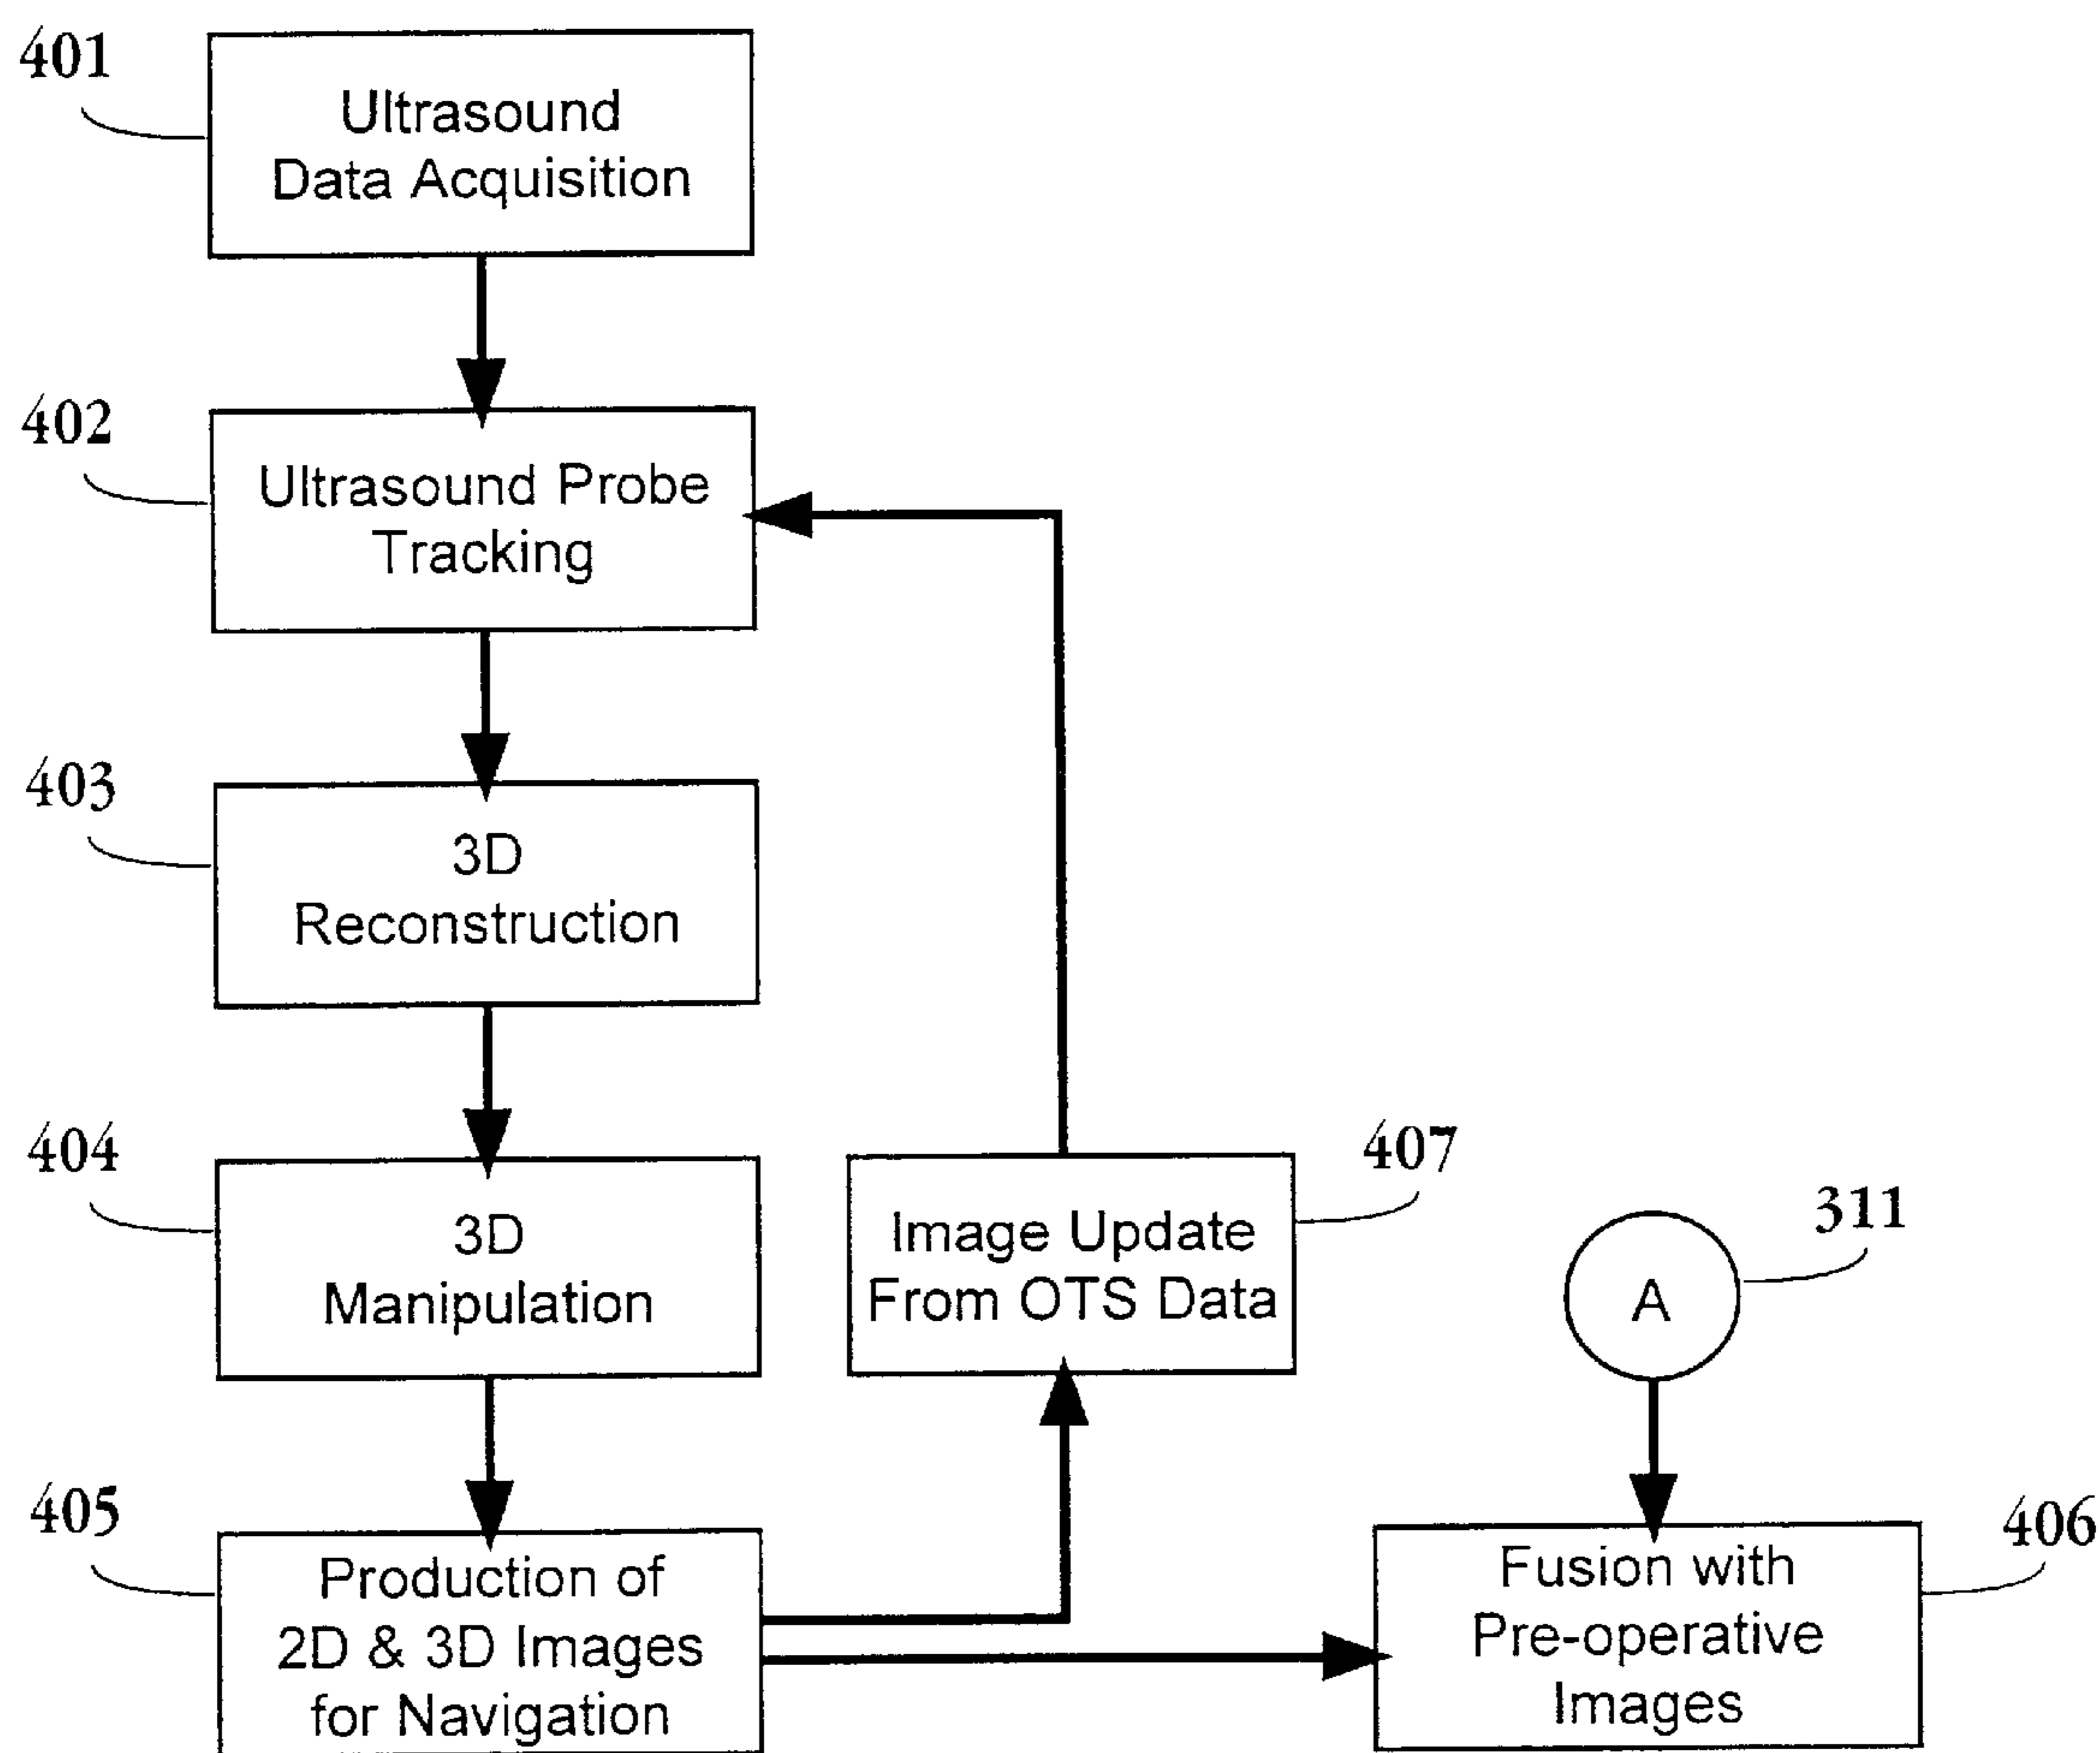 401
Ultrasound
Data Acquisition
402
Ultrasound Probe
Tracking
403
3D
Reconstruction
404
3D
Manipulation
407
Image Update
From OTS Data
311
A
405
Production of
2D & 3D Images
for Navigation
406
Fusion with
Pre-operative
Images